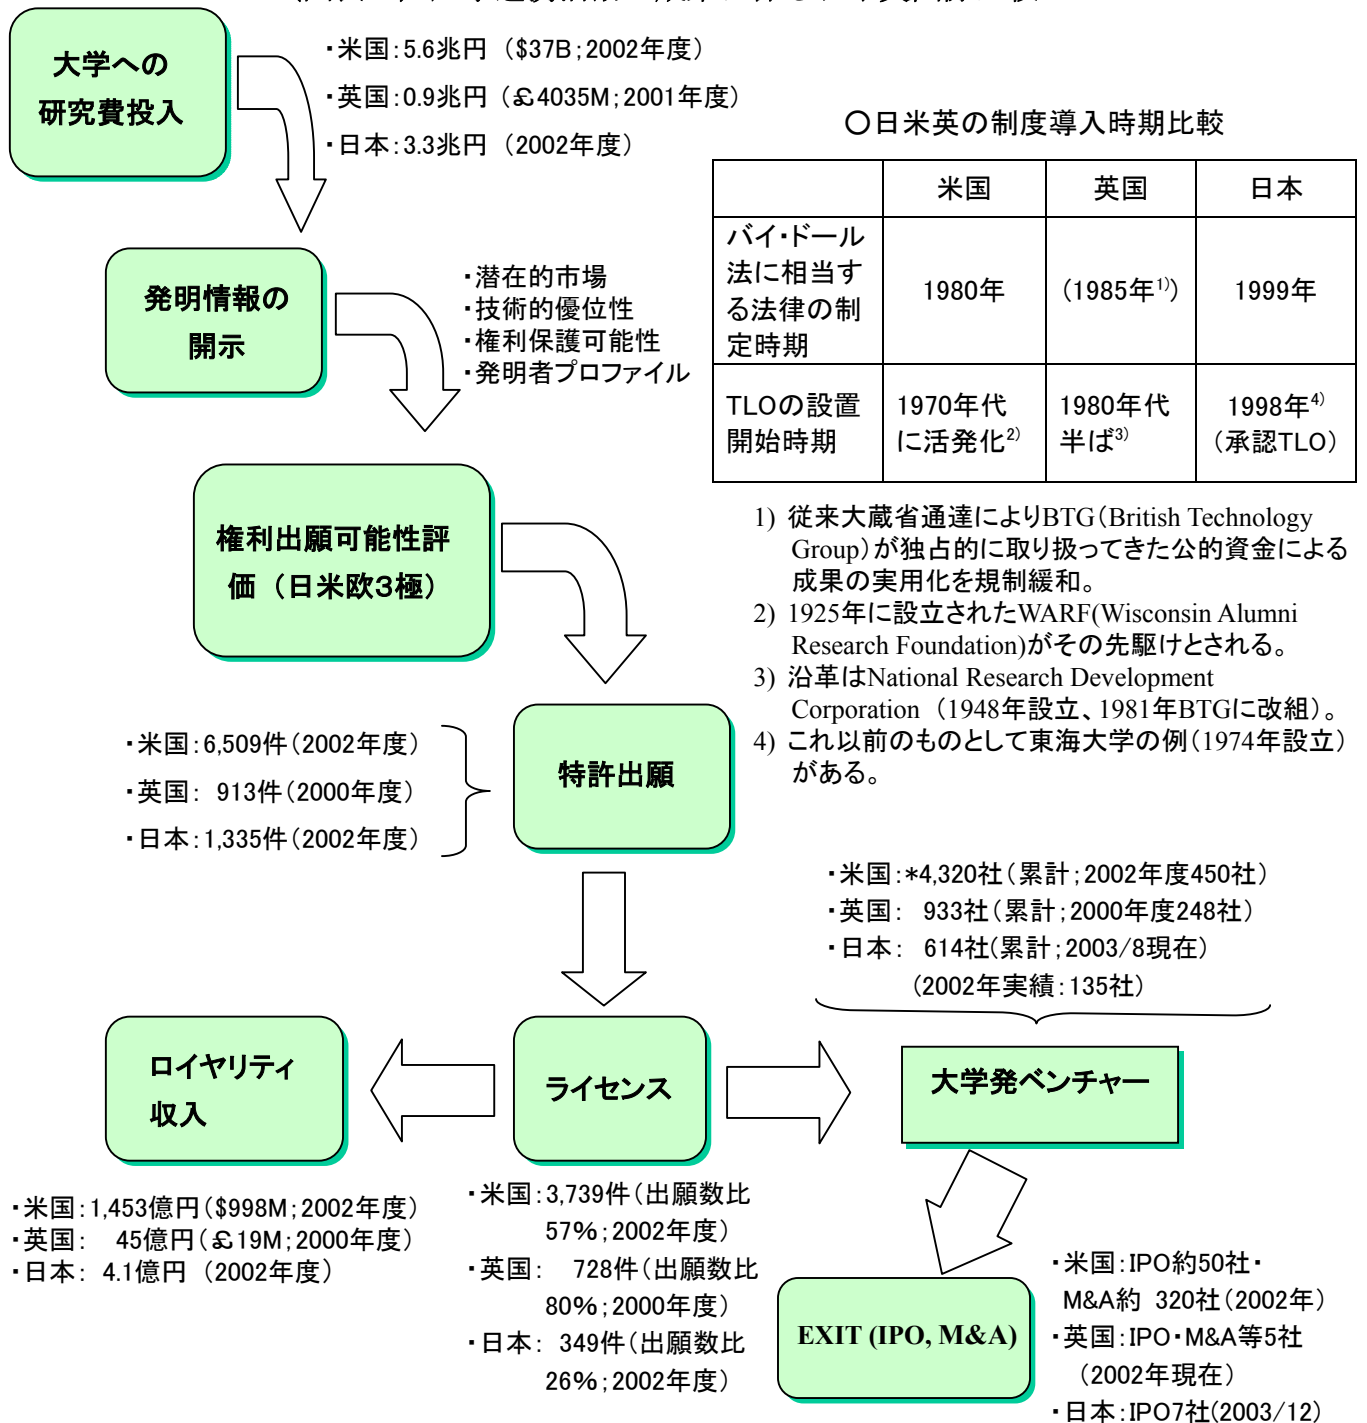 大学への
研究費投入
・米国：5.6兆円 （$37B；2002年度）
・英国：0.9兆円（￡4035M；2001年度）
・日本：3.3兆円 （2002年度）
〇日米英の制度導入時期比較
米国 英国 日本
バイ・ドール
法に相当す
る法律の制
定時期
1980年 (1985年1)) 1999年
TLOの設置
開始時期
1970年代
に活発化2)
1980年代
半ば3)
1998年4)
（承認TLO）
1) 従来大蔵省通達によりBTG（British Technology
Group）が独占的に取り扱ってきた公的資金による
成果の実用化を規制緩和。
2) 1925年に設立されたWARF(Wisconsin Alumni
Research Foundation)がその先駆けとされる。
3) 沿革はNational Research Development
Corporation （1948年設立、1981年BTGに改組）。
4) これ以前のものとして東海大学の例（1974年設立）
がある。
発明情報の
開示
・潜在的市場
・技術的優位性
・権利保護可能性
・発明者プロファイル
権利出願可能性評
価 （日米欧３極）
・米国：6,509件（2002年度）
・英国： 913件（2000年度）
・日本：1,335件（2002年度）
特許出願
・米国：*4,320社（累計；2002年度450社）
・英国： 933社（累計；2000年度248社）
・日本： 614社（累計；2003/8現在）
（2002年実績：135社）
ロイヤリティ
収入
ライセンス
大学発ベンチャー
・米国：1,453億円（$998M；2002年度）
・英国： 45億円（￡19M；2000年度）
・日本： 4.1億円 （2002年度）
・米国：3,739件（出願数比
57%；2002年度）
・英国： 728件（出願数比
80%；2000年度）
・日本： 349件（出願数比
26%；2002年度）
EXIT (IPO, M&A)
・米国：IPO約50社・
M&A約 320社（2002年）
・英国：IPO・M&A等5社
（2002年現在）
・日本：IPO7社(2003/12)